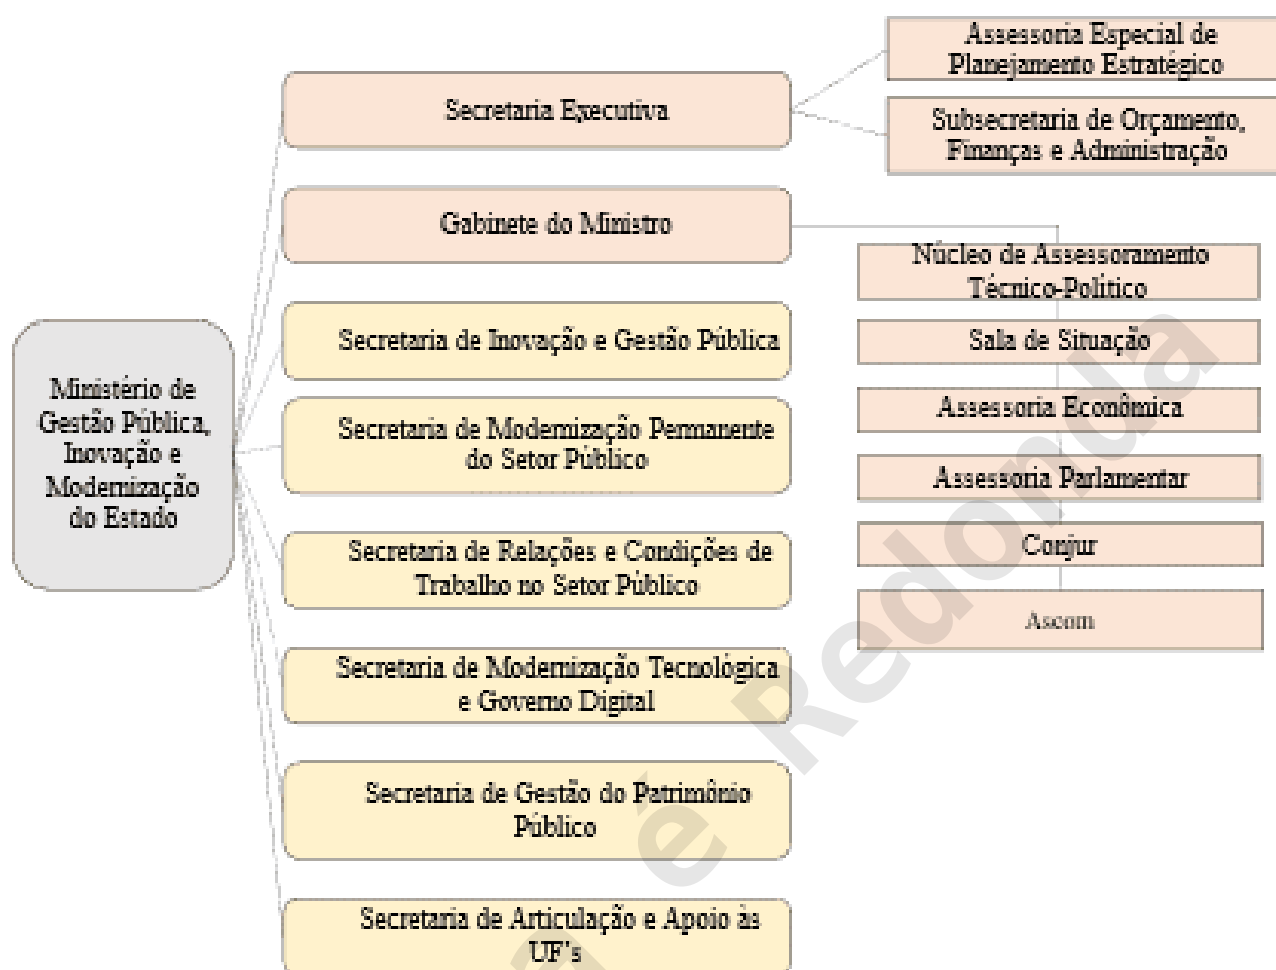 Assessoria Especial de
Planejamento Estratégico
Secretaria Executiva
Subsecretaria de Orçamento,
Finanças e Administração
Gabinete do Ministro
Núcleo de Assessoramento
Técnico-Político
Sala de Situação
Secretaria de Inovação e Gestão Pública
Assessoria Econômica
Ministério de
Gestão Pública,
Inovação e
Modernização
do Estado
Secretaria de Modernização Permanente
do Setor Público
Assessoria Parlamentar
Conjur
Secretaria de Relações e Condições de
Trabalho no Setor Público
Ascom
Secretaria de Modernização Tecnológica
e Governo Digital
Secretaria de Gestão do Patrimônio
Público
Secretaria de Articulação e Apoio às
UF's
a é Redonda